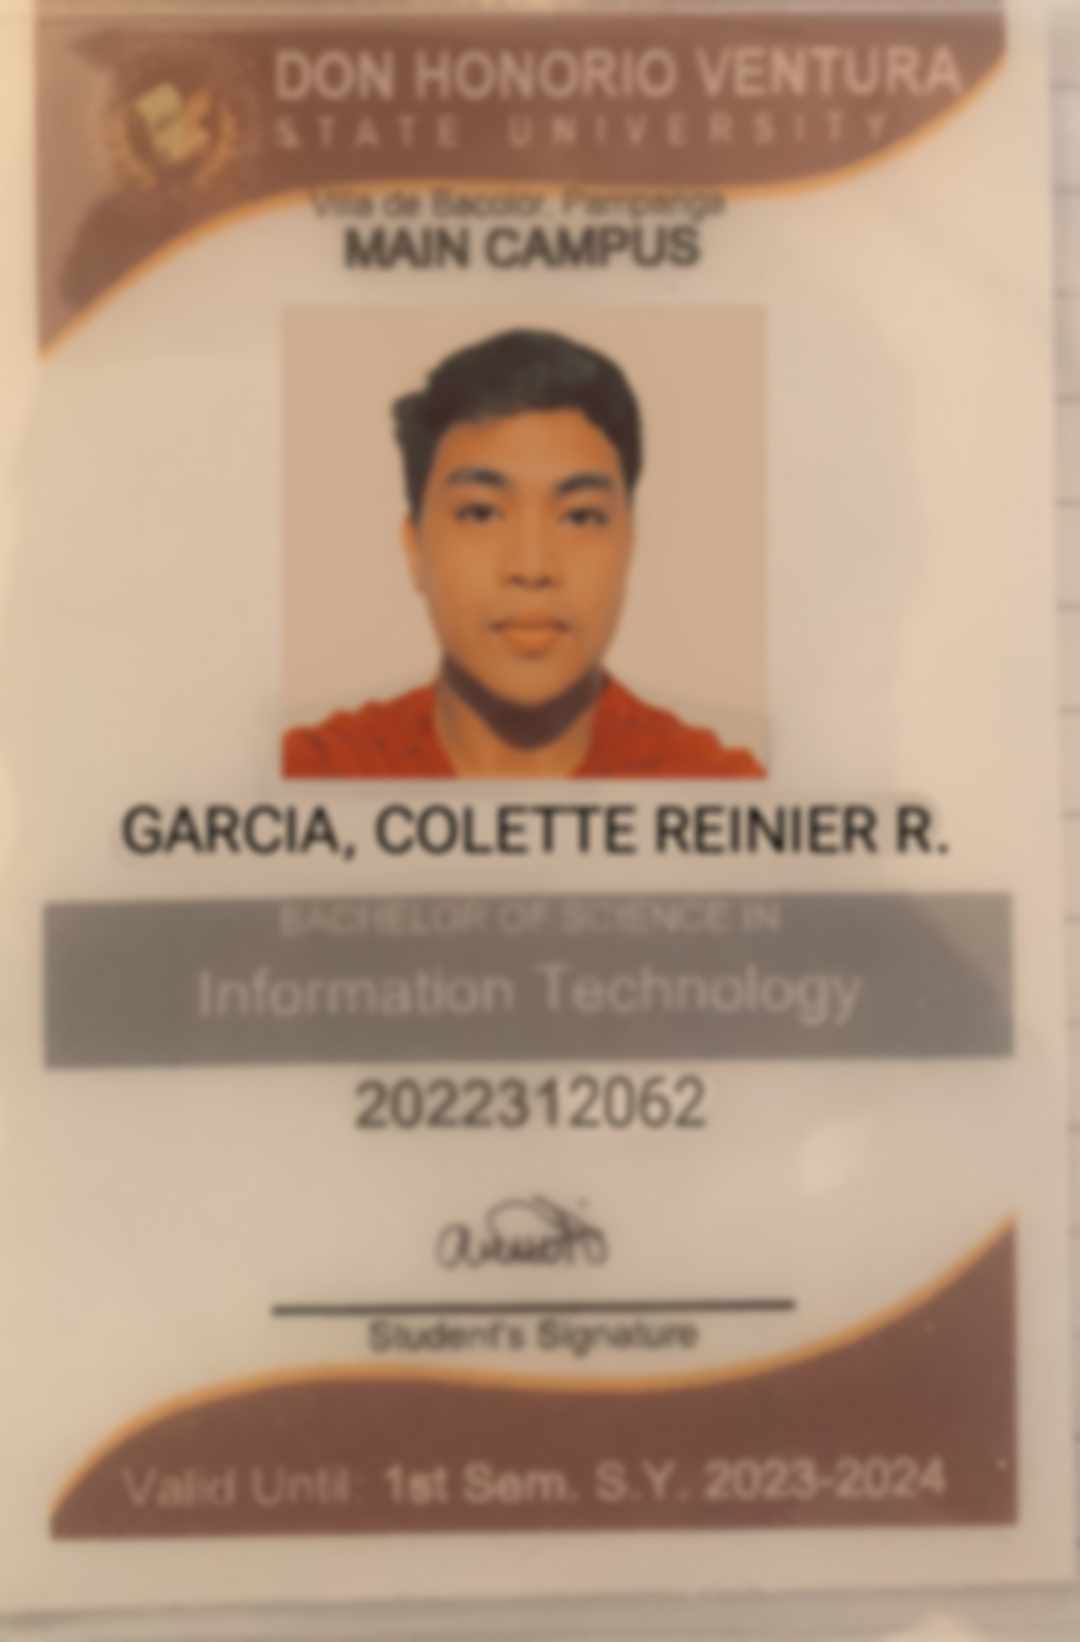 DON HONORIO VENTURA
STATE UNIVERSITY
Villa de Bacolor, Pampanga
MAIN CAMPUS
GARCIA, COLETTE REINIER R.
BACHELOR OF SCIENCE IN
Information Technology
2022312062
Student's Signature
Valid Until: 1st Sem. S.Y. 2023-2024